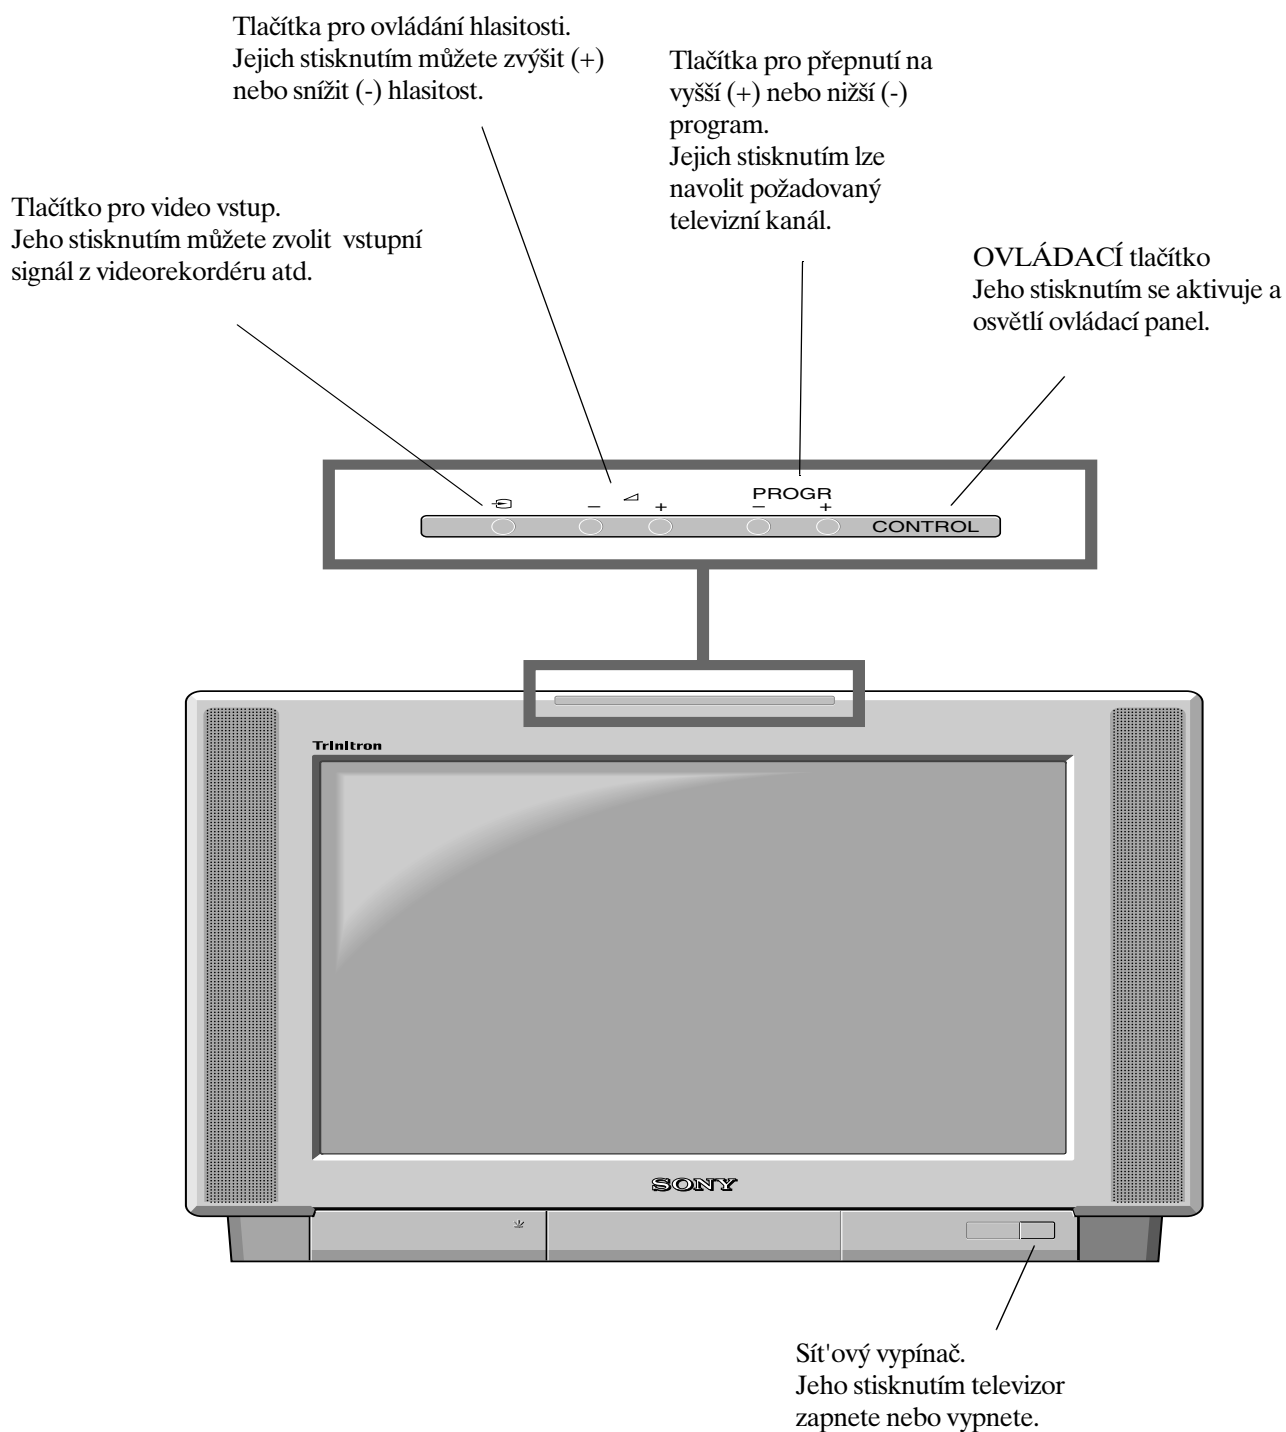 Tlačítka pro ovládání hlasitosti.
Jejich stisknutím můžete zvýšit (+)
nebo snížit (-) hlasitost.
Tlačítka pro přepnutí na
vyšší (+) nebo nižší (-)
program.
Jejich stisknutím lze
navolit požadovaný
televizní kanál.
Tlačítko pro video vstup.
Jeho stisknutím můžete zvolit vstupní
signál z videorekordéru atd.
OVLÁDACÍ tlačítko
Jeho stisknutím se aktivuje a
osvětlí ovládací panel.
PROGR
− + − +
CONTROL
Trinitron
SONY
Sít'ový vypínač.
Jeho stisknutím televizor
zapnete nebo vypnete.